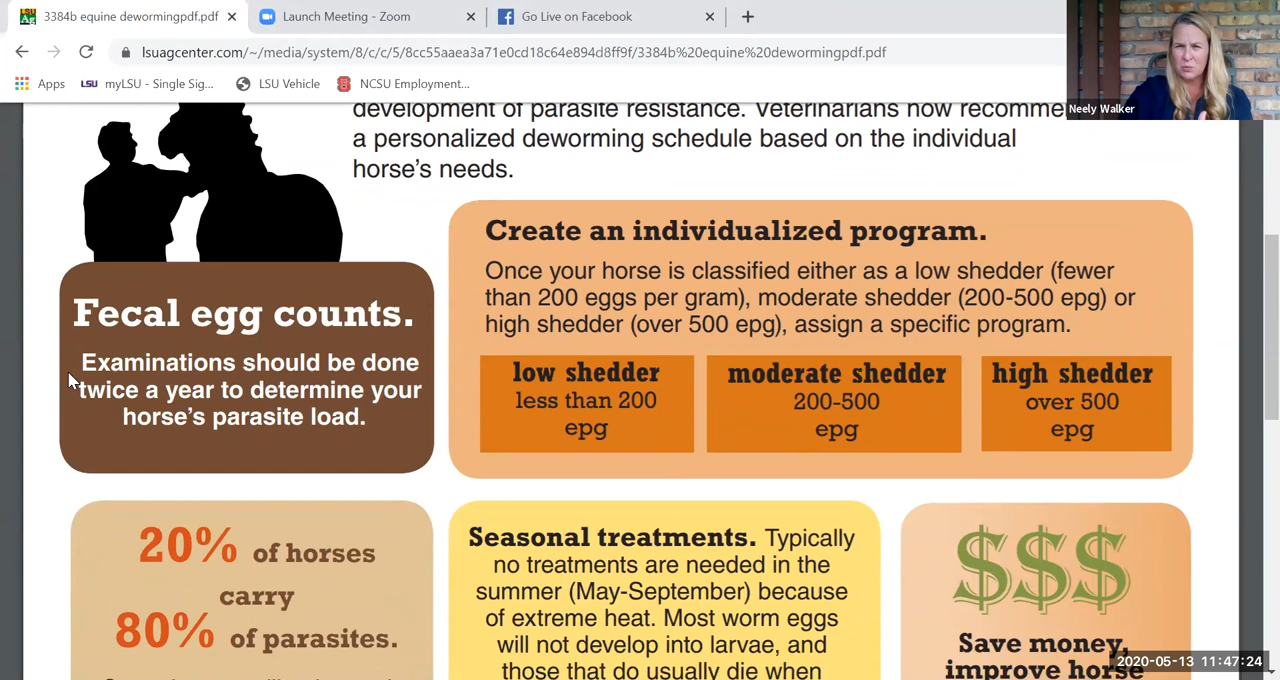 3384b equine dewormingpdf.pdf
Launch Meeting - Zoom
Go Live on Facebook
lsuagcenter.com/~/media/system/8/c/c/5/8cc55aaea3a71e0cd18c64e894d8ff9f/3384b%20equine%20dewormingpdf.pdf
Apps
LSU myLSU - Single Sig...
LSU Vehicle
NCSU Employment...
Neely Walker
development of parasite resistance. Veterinarians now
a personalized deworming schedule based on the individual
horse's needs.
Create an individualized program.
Once your horse is classified either as a low shedder (fewer
than 200 eggs per gram), moderate shedder (200-500 epg) or
high shedder (over 500 epg), assign a specific program.
low shedder
less than 200
epg
moderate shedder
200-500
epg
high shedder
over 500
epg
Fecal egg counts.
Examinations should be done
twice a year to determine your
horse's parasite load.
20% of horses
carry
80% of parasites.
Seasonal treatments. Typically
no treatments are needed in the
summer (May-September) because
of extreme heat. Most worm eggs
will not develop into larvae, and
those that do usually die when
$$$
Save money,
improve horse
2020-05-13 11:47:24